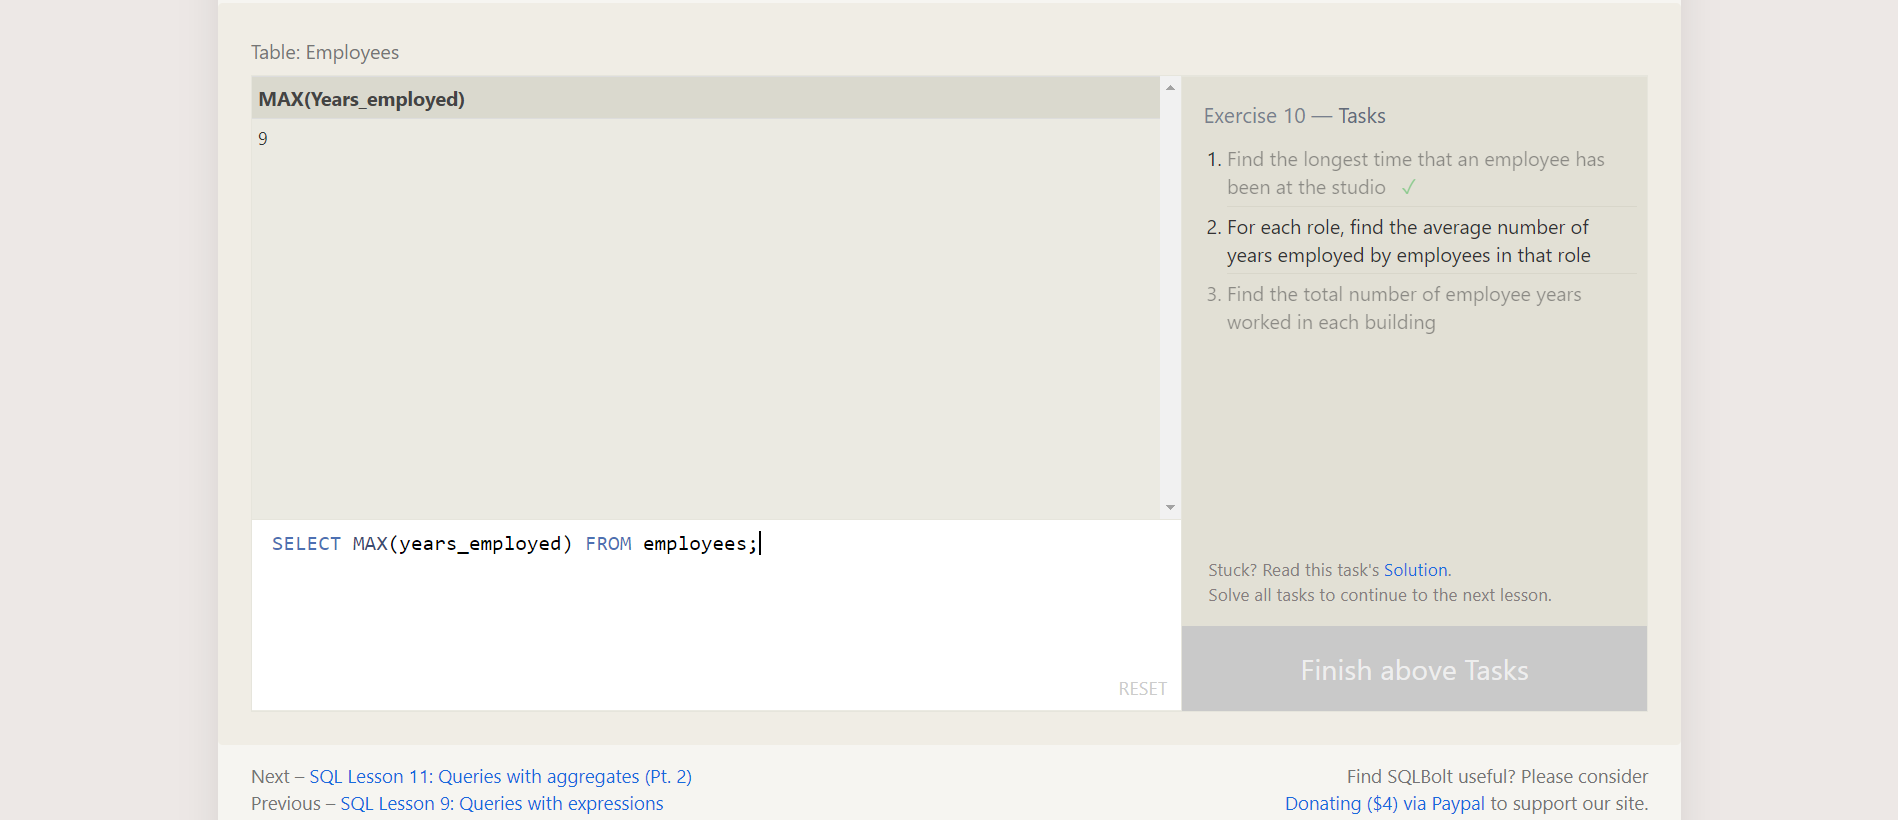 Table: Employees
MAX(Years_employed)
9
SELECT MAX(years_employed) FROM employees;
RESET
Exercise 10 — Tasks
1. Find the longest time that an employee has
been at the studio ✓
2. For each role, find the average number of
years employed by employees in that role
3. Find the total number of employee years
worked in each building
Stuck? Read this task's Solution.
Solve all tasks to continue to the next lesson.
Finish above Tasks
Next – SQL Lesson 11: Queries with aggregates (Pt. 2)
Previous – SQL Lesson 9: Queries with expressions
Find SQLBolt useful? Please consider
Donating ($4) via Paypal to support our site.